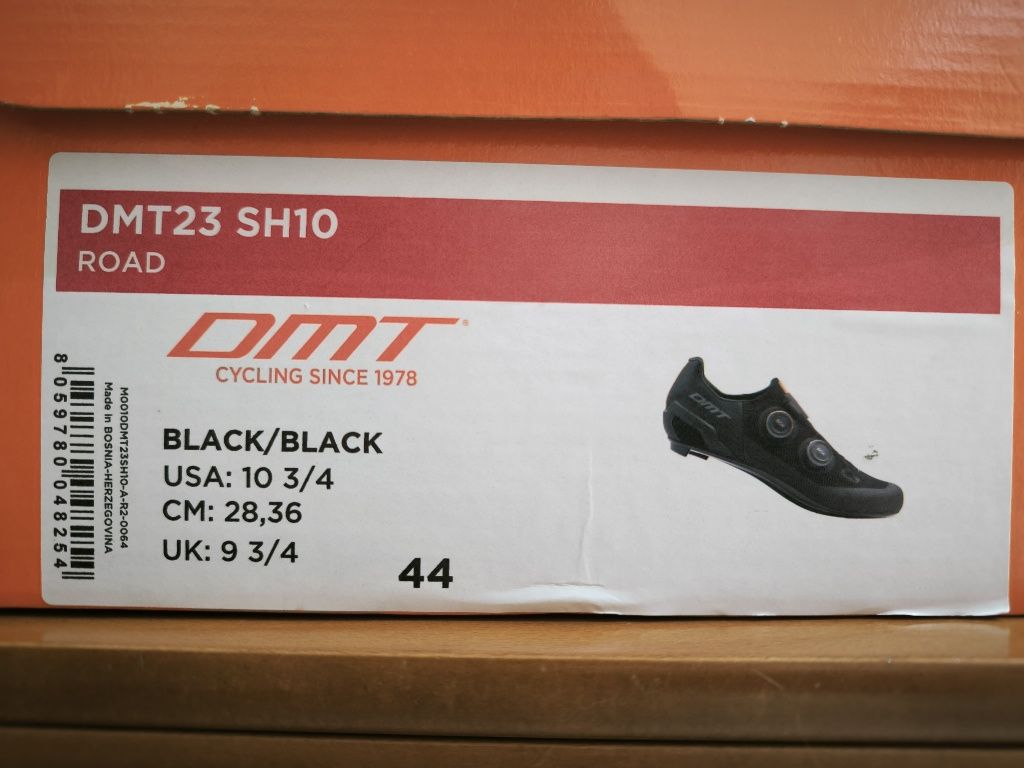 DMT23 SH10
ROAD
DMT®
CYCLING SINCE 1978
BLACK/BLACK
USA: 10 3/4
CM: 28,36
UK: 9 3/4
44
M0010DMT23SH10-A-R2-0064
Made In BOSNIA-HERZEGOVINA
8 059780 048254
DMT